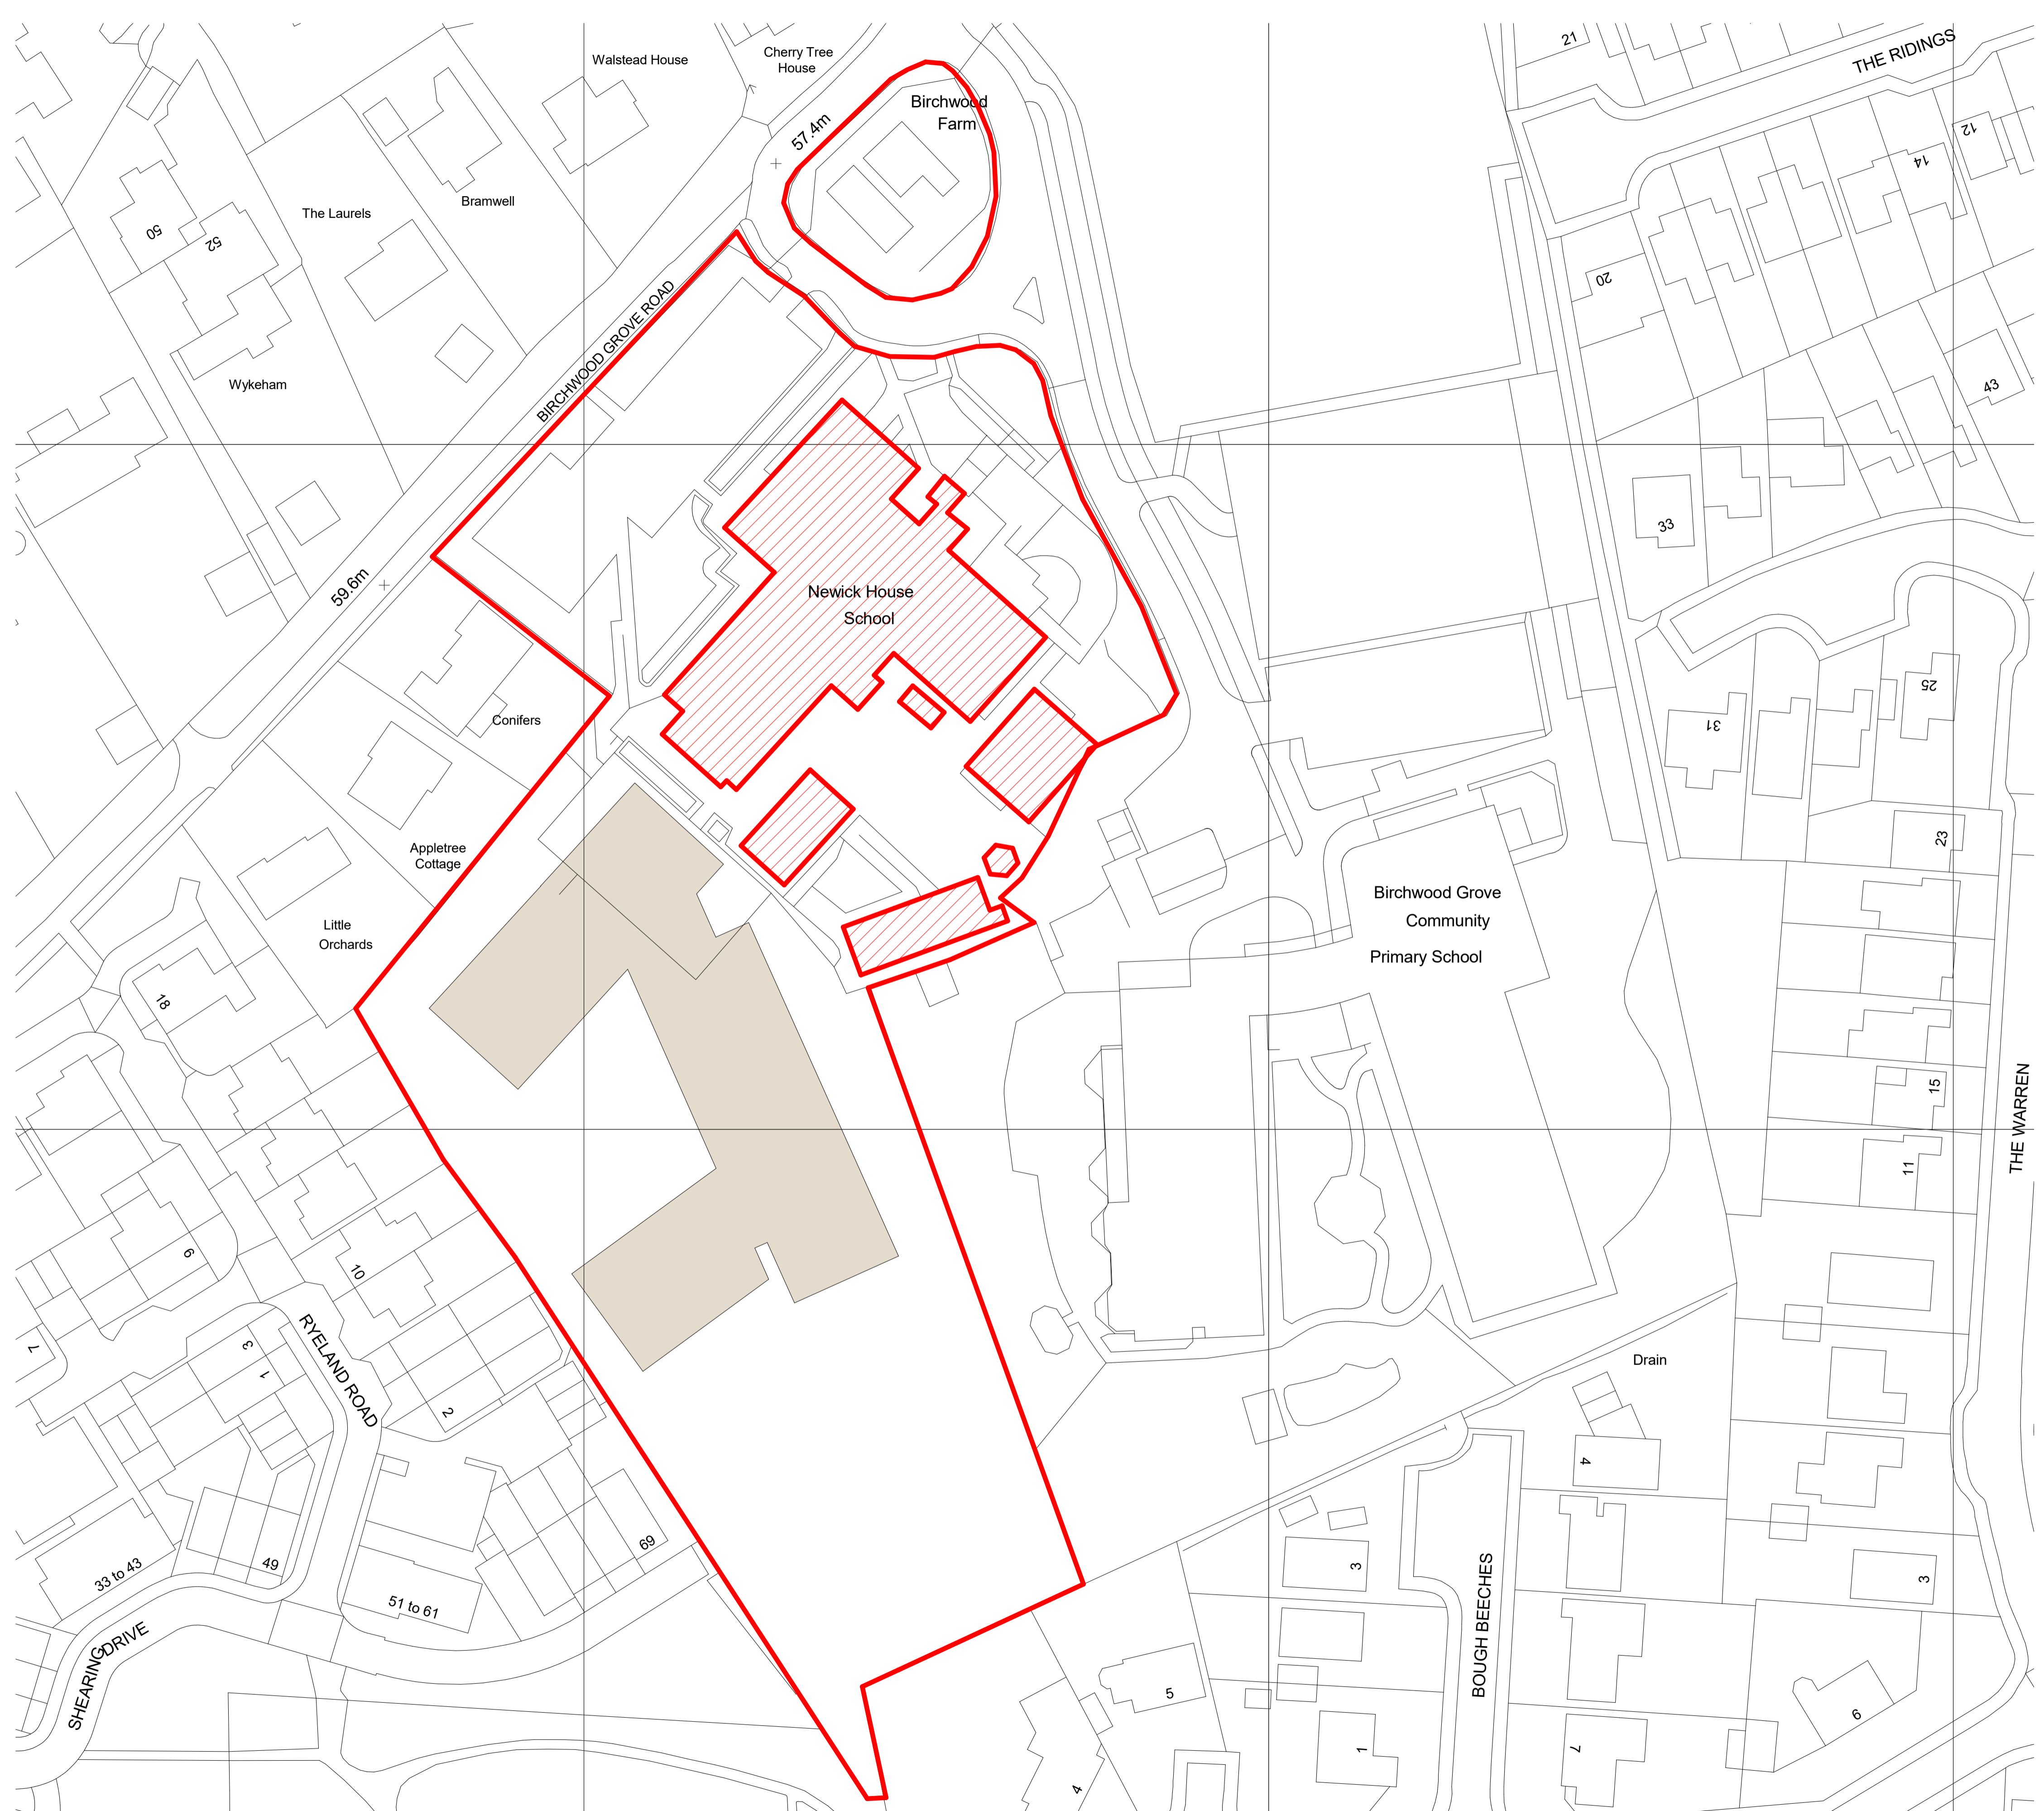 Walstead House
Cherry Tree
House
21
THE RIDINGS
Birchwood
Farm
57.4m
12
14
The Laurels
Bramwell
50
52
20
BIRCHWOOD GROVE ROAD
Wykeham
43
33
59.6m
Newick House
School
25
31
Conifers
23
Appletree
Cottage
Birchwood Grove
Community
Primary School
Little
Orchards
18
15
THE WARREN
11
9
10
7
3
1
RYELAND ROAD
2
Drain
4
69
49
33 to 43
51 to 61
3
3
BOUGH BEECHES
SHEARING DRIVE
5
6
1
7
4